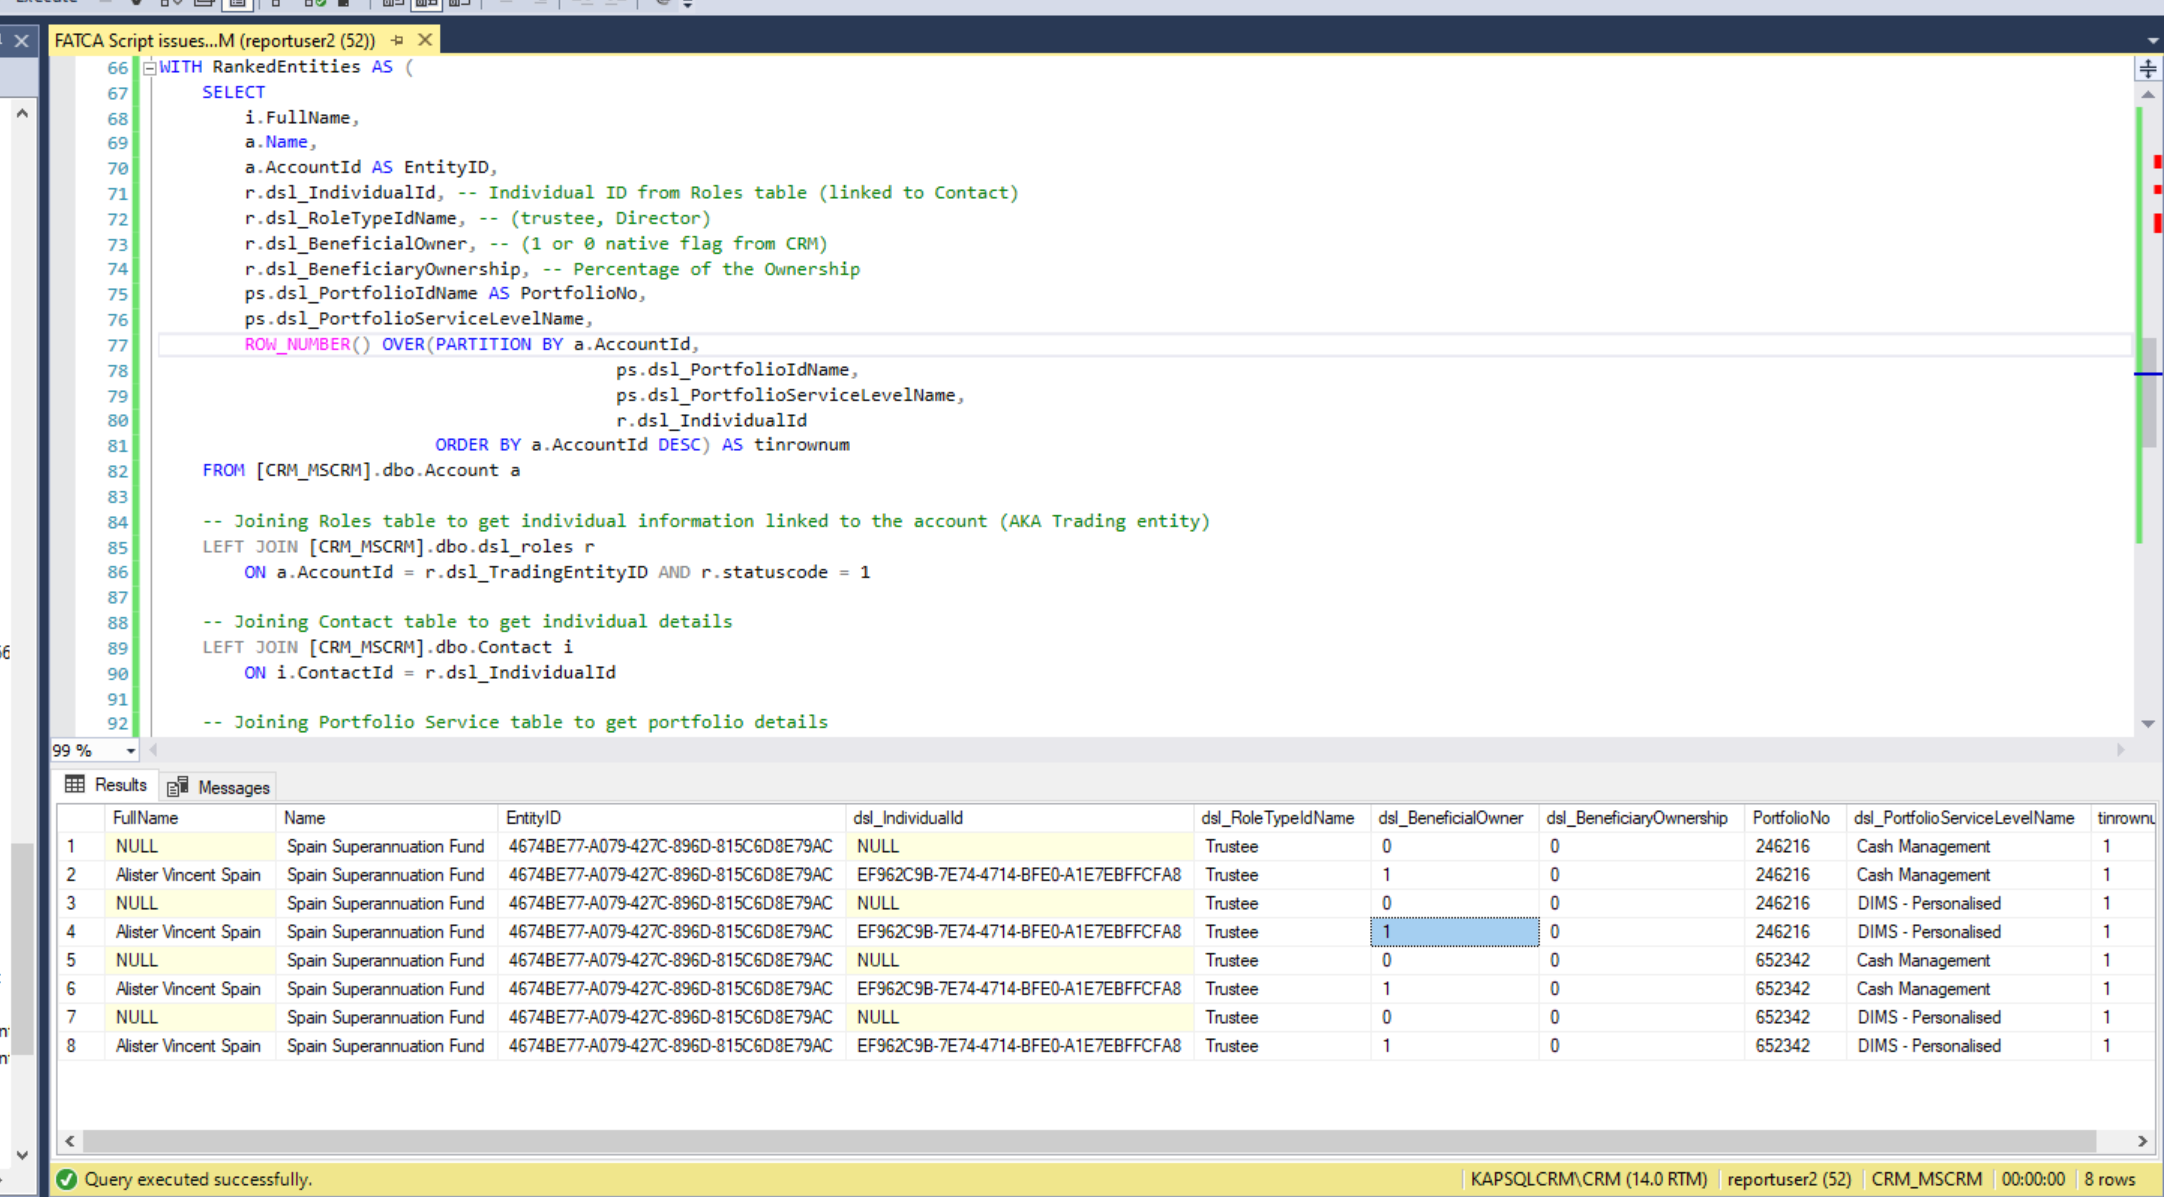 FATCA Script issues...M (reportuser2 (52))
66 WITH RankedEntities AS (
67 SELECT
68 i.FullName,
69 a.Name,
70 a.AccountId AS EntityID,
71 r.dsl_IndividualId, -- Individual ID from Roles table (linked to Contact)
72 r.dsl_RoleTypeIdName, -- (trustee, Director)
73 r.dsl_BeneficialOwner, -- (1 or 0 native flag from CRM)
74 r.dsl_BeneficiaryOwnership, -- Percentage of the Ownership
75 ps.dsl_PortfolioIdName AS PortfolioNo,
76 ps.dsl_PortfolioServiceLevelName,
77 ROW_NUMBER() OVER(PARTITION BY a.AccountId,
78 ps.dsl_PortfolioIdName,
79 ps.dsl_PortfolioServiceLevelName,
80 r.dsl_IndividualId
81 ORDER BY a.AccountId DESC) AS tinrownum
82 FROM [CRM_MSCRM].dbo.Account a
83
84 -- Joining Roles table to get individual information linked to the account (AKA Trading entity)
85 LEFT JOIN [CRM_MSCRM].dbo.dsl_roles r
86 ON a.AccountId = r.dsl_TradingEntityID AND r.statuscode = 1
87
88 -- Joining Contact table to get individual details
89 LEFT JOIN [CRM_MSCRM].dbo.Contact i
90 ON i.ContactId = r.dsl_IndividualId
91
92 -- Joining Portfolio Service table to get portfolio details
99 %
Results Messages
FullName Name EntityID dsl_IndividualId dsl_RoleTypeIdName dsl_BeneficialOwner dsl_BeneficiaryOwnership PortfolioNo dsl_PortfolioServiceLevelName tinrownu
1 NULL Spain Superannuation Fund 4674BE77-A079-427C-896D-815C6D8E79AC NULL Trustee 0 0 246216 Cash Management 1
2 Alister Vincent Spain Spain Superannuation Fund 4674BE77-A079-427C-896D-815C6D8E79AC EF962C9B-7E74-4714-BFE0-A1E7EBFFCFA8 Trustee 1 0 246216 Cash Management 1
3 NULL Spain Superannuation Fund 4674BE77-A079-427C-896D-815C6D8E79AC NULL Trustee 0 0 246216 DIMS - Personalised 1
4 Alister Vincent Spain Spain Superannuation Fund 4674BE77-A079-427C-896D-815C6D8E79AC EF962C9B-7E74-4714-BFE0-A1E7EBFFCFA8 Trustee 1 0 246216 DIMS - Personalised 1
5 NULL Spain Superannuation Fund 4674BE77-A079-427C-896D-815C6D8E79AC NULL Trustee 0 0 652342 Cash Management 1
6 Alister Vincent Spain Spain Superannuation Fund 4674BE77-A079-427C-896D-815C6D8E79AC EF962C9B-7E74-4714-BFE0-A1E7EBFFCFA8 Trustee 1 0 652342 Cash Management 1
7 NULL Spain Superannuation Fund 4674BE77-A079-427C-896D-815C6D8E79AC NULL Trustee 0 0 652342 DIMS - Personalised 1
8 Alister Vincent Spain Spain Superannuation Fund 4674BE77-A079-427C-896D-815C6D8E79AC EF962C9B-7E74-4714-BFE0-A1E7EBFFCFA8 Trustee 1 0 652342 DIMS - Personalised 1
Query executed successfully. KAPSQLCRM\CRM (14.0 RTM) reportuser2 (52) CRM_MSCRM 00:00:00 8 rows